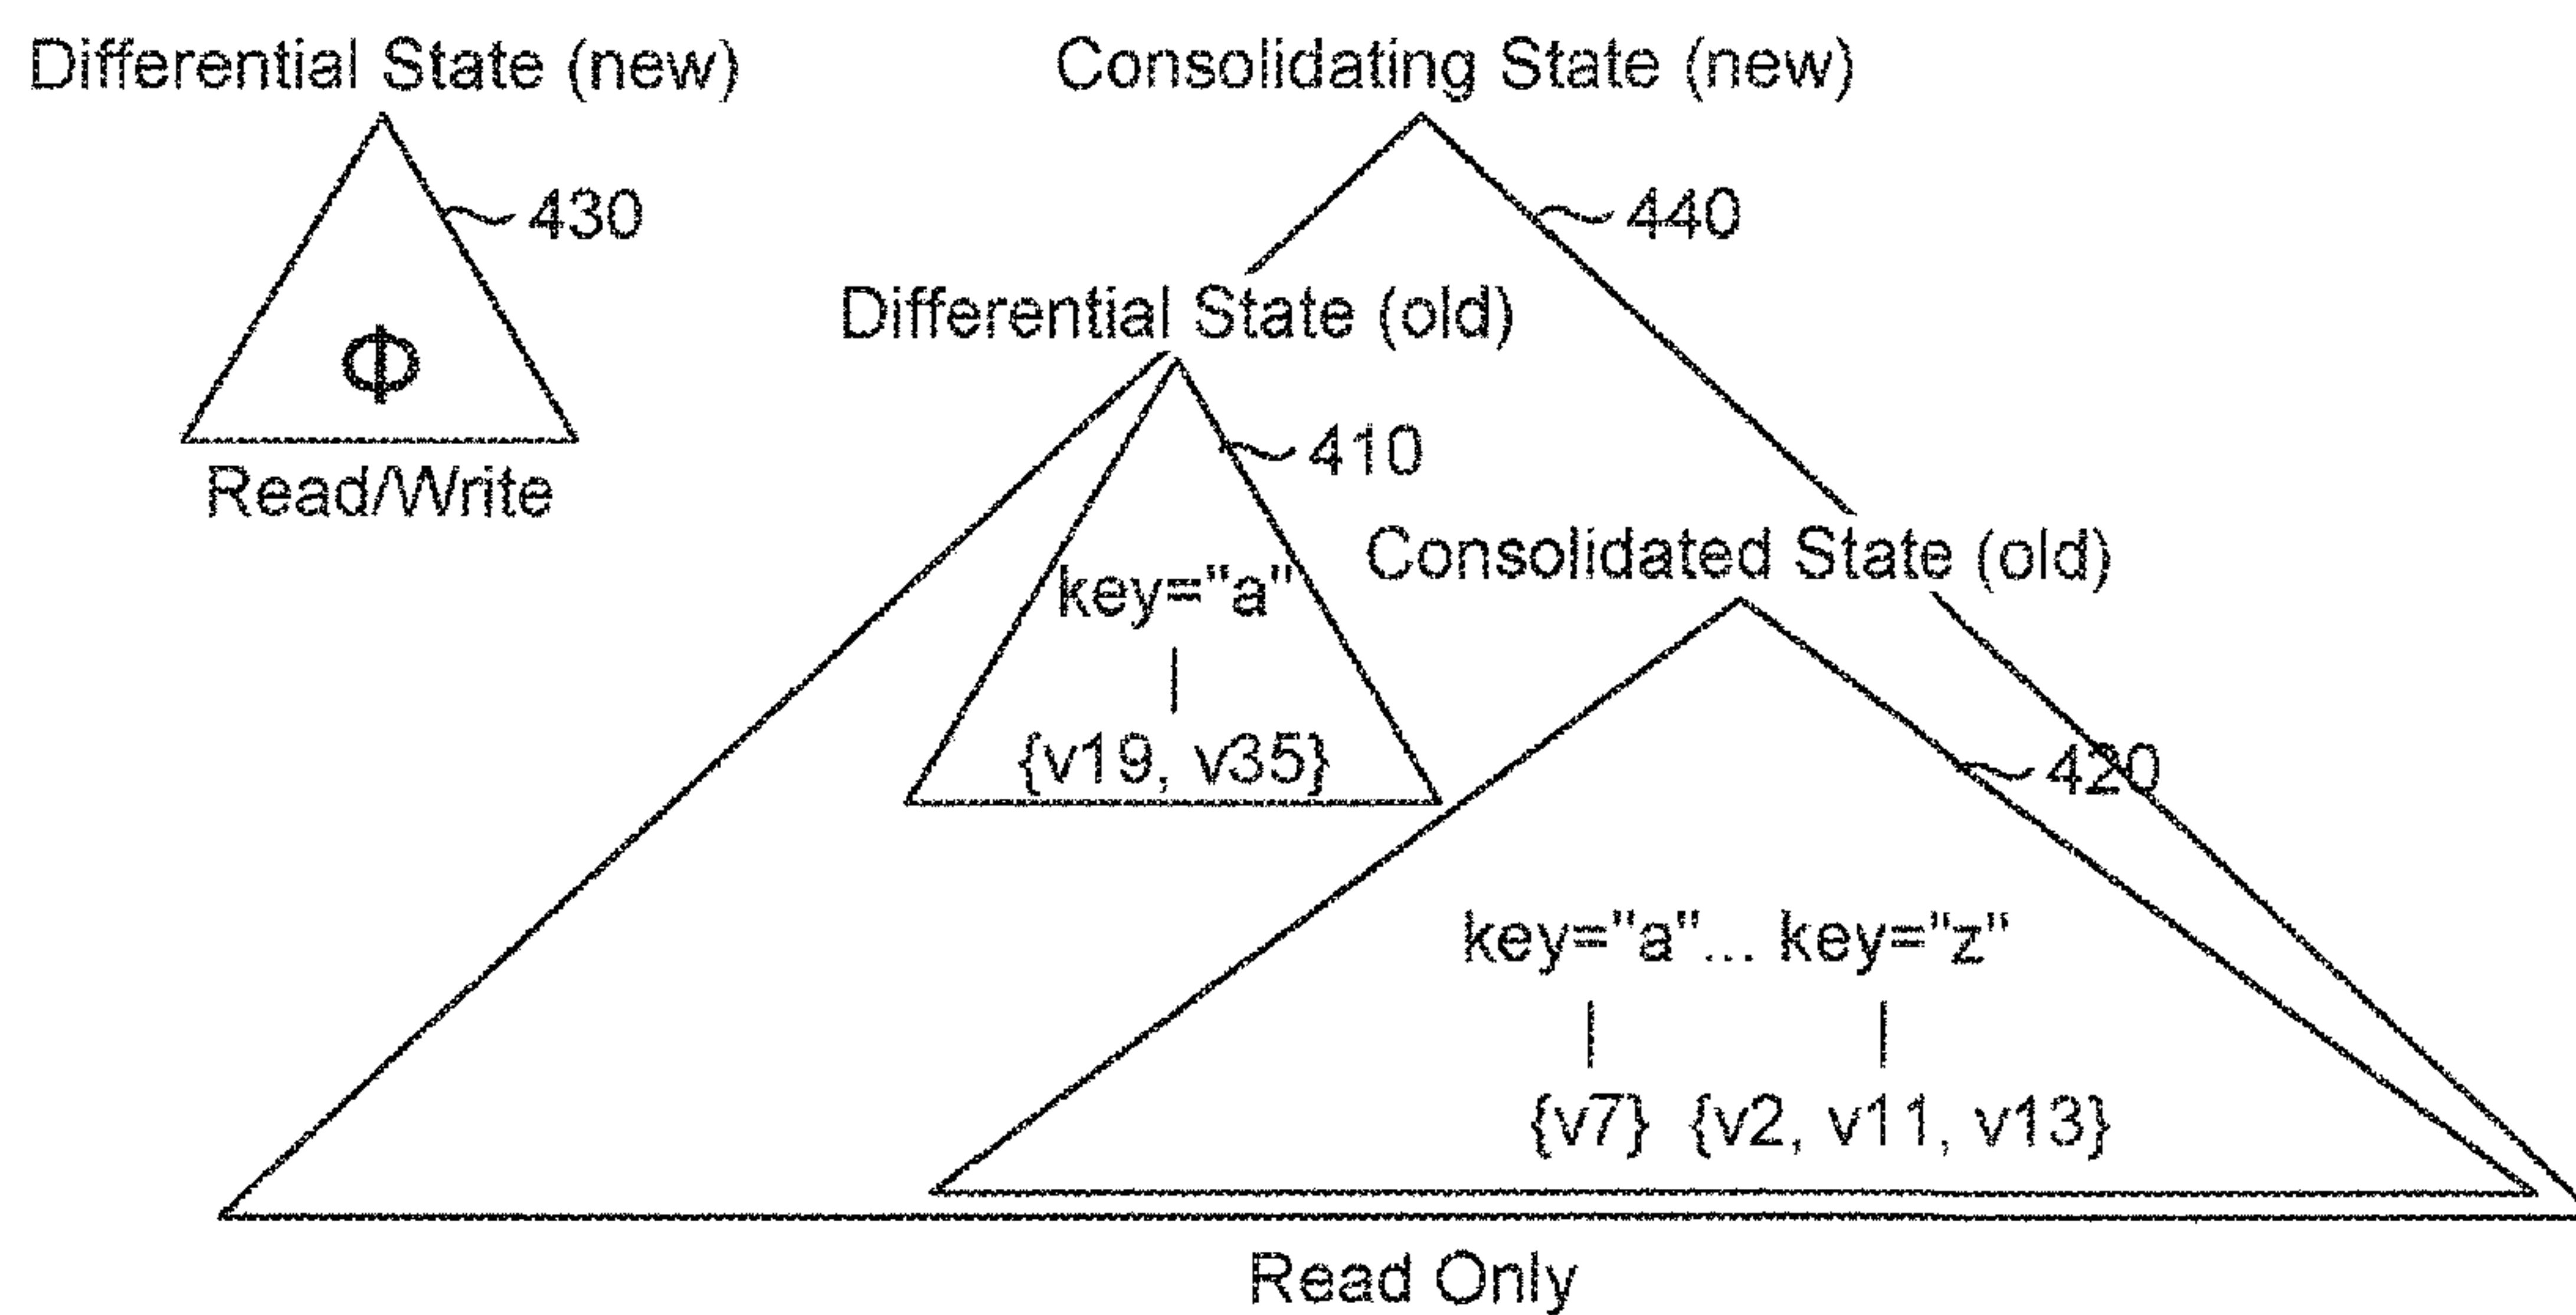 Differential State (new)
Consolidating State (new)
430
440
Φ
Read/Write
Differential State (old)
410
key="a"
{v19, v35}
Consolidated State (old)
420
key="a"... key="z"
{v7} {v2, v11, v13}
Read Only